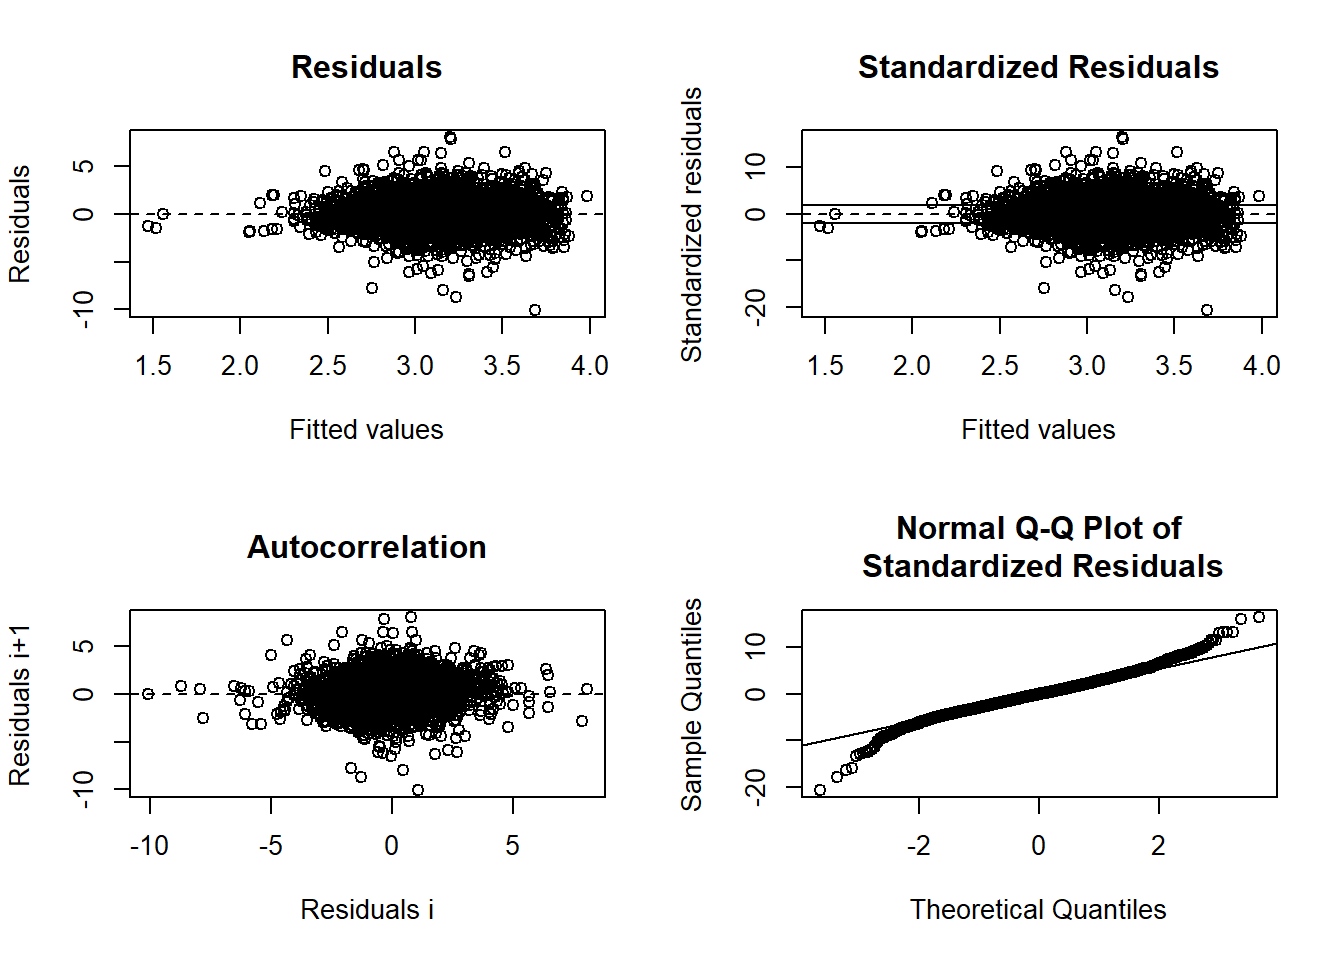 Residuals
Residuals
5
0
-10
1.5 2.0 2.5 3.0 3.5 4.0
Fitted values
Standardized Residuals
Standardized residuals
10
0
-20
1.5 2.0 2.5 3.0 3.5 4.0
Fitted values
Autocorrelation
Residuals i+1
5
0
-10
-10 -5 0 5
Residuals i
Normal Q-Q Plot of
Standardized Residuals
Sample Quantiles
10
0
-20
-2 0 2
Theoretical Quantiles